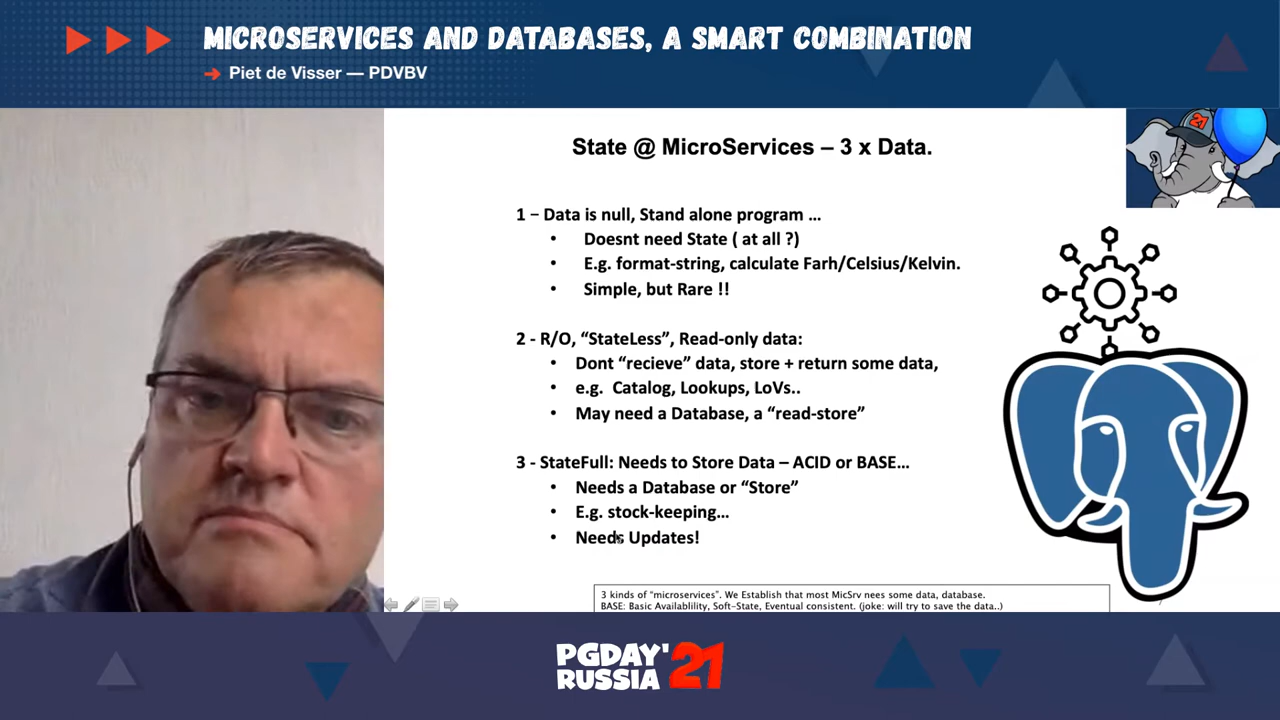 MICROSERVICES AND DATABASES, A SMART COMBINATION
Piet de Visser — PDVBV
21
State @ MicroServices – 3 x Data.
1 – Data is null, Stand alone program …
• Doesnt need State ( at all ?)
• E.g. format-string, calculate Farh/Celsius/Kelvin.
• Simple, but Rare !!
2 - R/O, “StateLess”, Read-only data:
• Dont “recieve” data, store + return some data,
• e.g. Catalog, Lookups, LoVs..
• May need a Database, a “read-store”
3 - StateFull: Needs to Store Data – ACID or BASE…
• Needs a Database or “Store”
• E.g. stock-keeping…
• Needs Updates!
3 kinds of “microservices”. We Establish that most MicSrv nees some data, database.
BASE: Basic Availablility, Soft-State, Eventual consistent. (joke: will try to save the data..)
PGDAY'21
RUSSIA